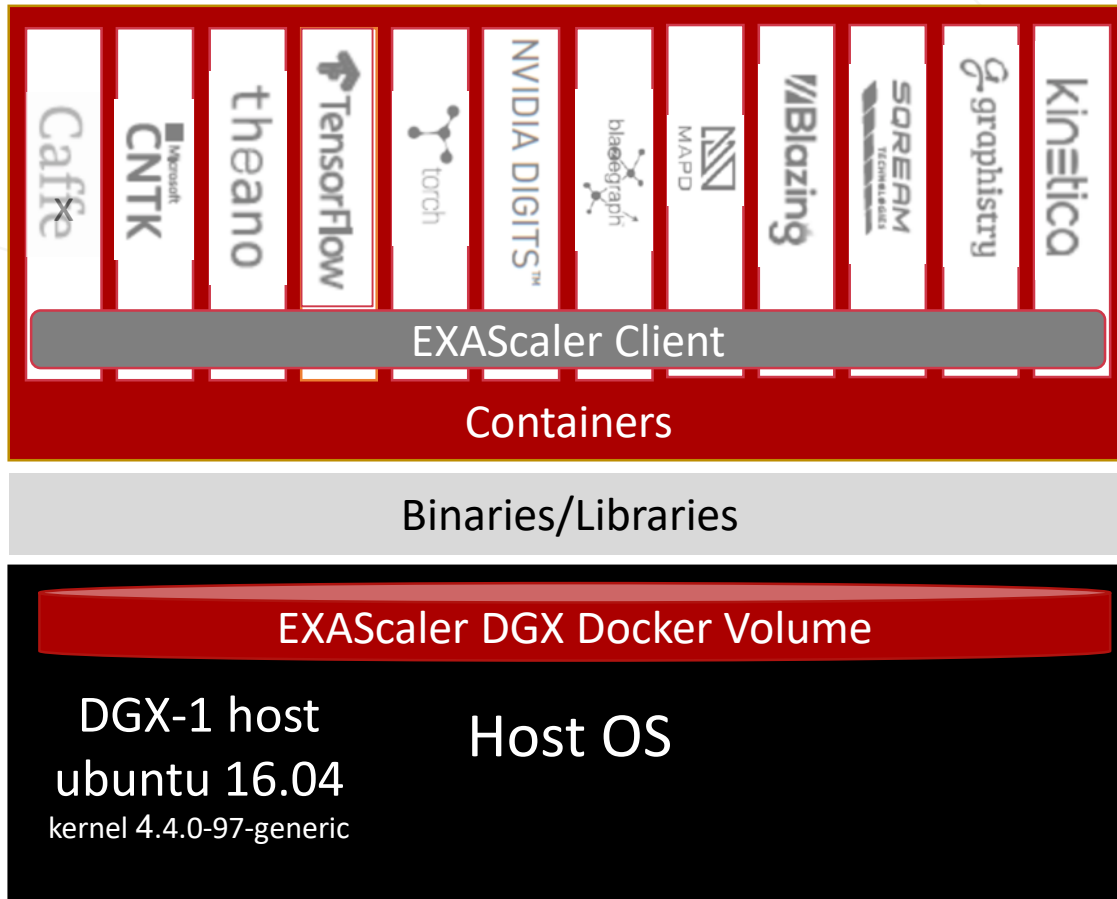 Caffe
Microsoft
CNTK
theano
TensorFlow
torch
NVIDIA DIGITS™
blazegraph
MAPD
Blazing
SQREAM
TECHNOLOGIES
graphistry
kinetica
EXAScaler Client
Containers
Binaries/Libraries
EXAScaler DGX Docker Volume
DGX-1 host
ubuntu 16.04
kernel 4.4.0-97-generic
Host OS